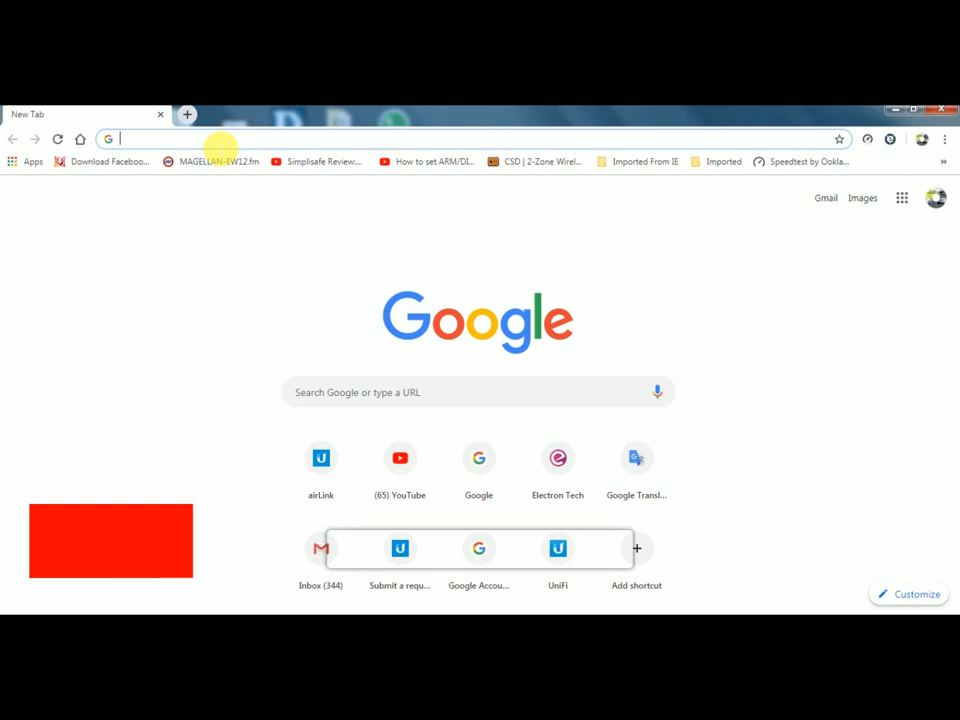 New Tab
Apps Download Faceboo... MAGELLAN-EW12.fm Simplisafe Review:... How to set ARM/DI... CSD | 2-Zone Wirel... Imported From IE Imported Speedtest by Ookla... »
Gmail Images
Google
Search Google or type a URL
airLink (65) YouTube Google Electron Tech Google Transl...
Inbox (344) Submit a requ... Google Accou... UniFi Add shortcut
Customize